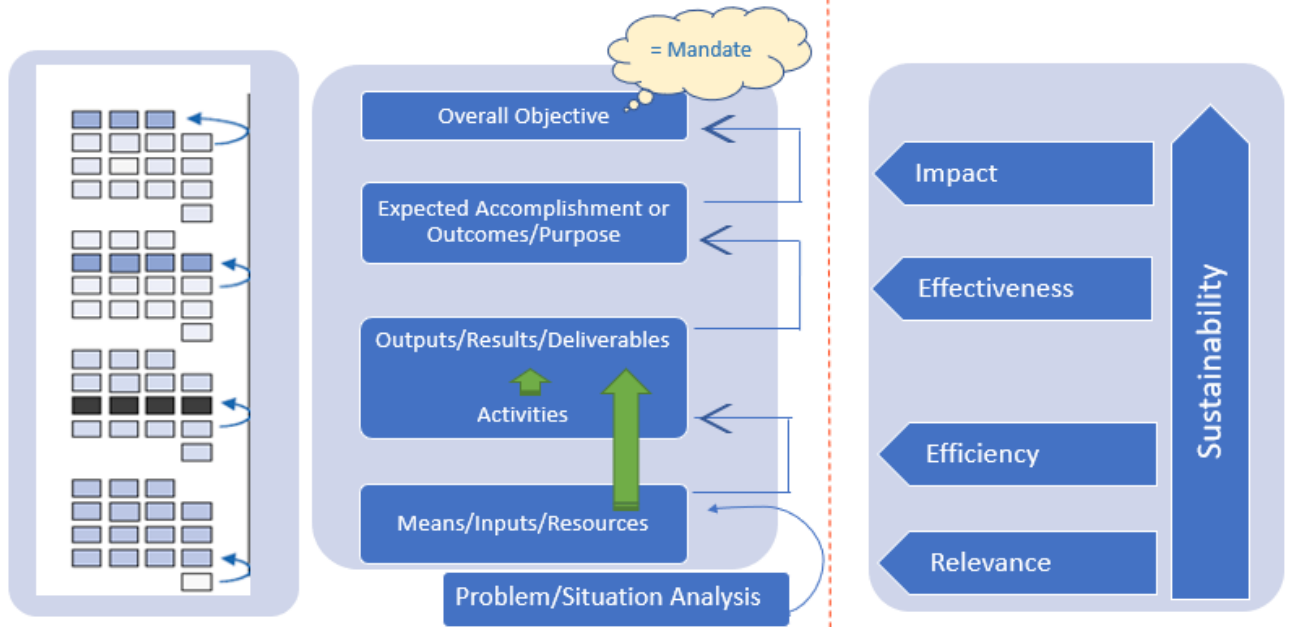 = Mandate
Overall Objective
Expected Accomplishment or
Outcomes/Purpose
Outputs/Results/Deliverables
Activities
Means/Inputs/Resources
Problem/Situation Analysis
Impact
Effectiveness
Efficiency
Relevance
Sustainability